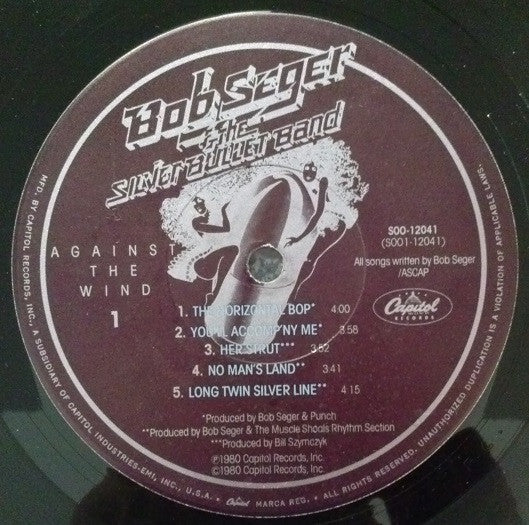 Bob Seger
& The
Silver Bullet Band
AGAINST
THE
WIND
1
SOO-12041
(SOO1-12041)
All songs written by Bob Seger
/ASCAP
Capitol
RECORDS
1. THE HORIZONTAL BOP* 4:00
2. YOU'LL ACCOMP'NY ME* 3:58
3. HER STRUT*** 3:52
4. NO MAN'S LAND** 3:41
5. LONG TWIN SILVER LINE** 4:15
*Produced by Bob Seger & Punch
**Produced by Bob Seger & The Muscle Shoals Rhythm Section
***Produced by Bill Szymczyk
℗1980 Capitol Records, Inc.
©1980 Capitol Records, Inc.
MFD. BY CAPITOL RECORDS, INC., A SUBSIDIARY OF CAPITOL INDUSTRIES-EMI, INC., U.S.A. • Capitol MARCA REG. • ALL RIGHTS RESERVED. UNAUTHORIZED DUPLICATION IS A VIOLATION OF APPLICABLE LAWS.